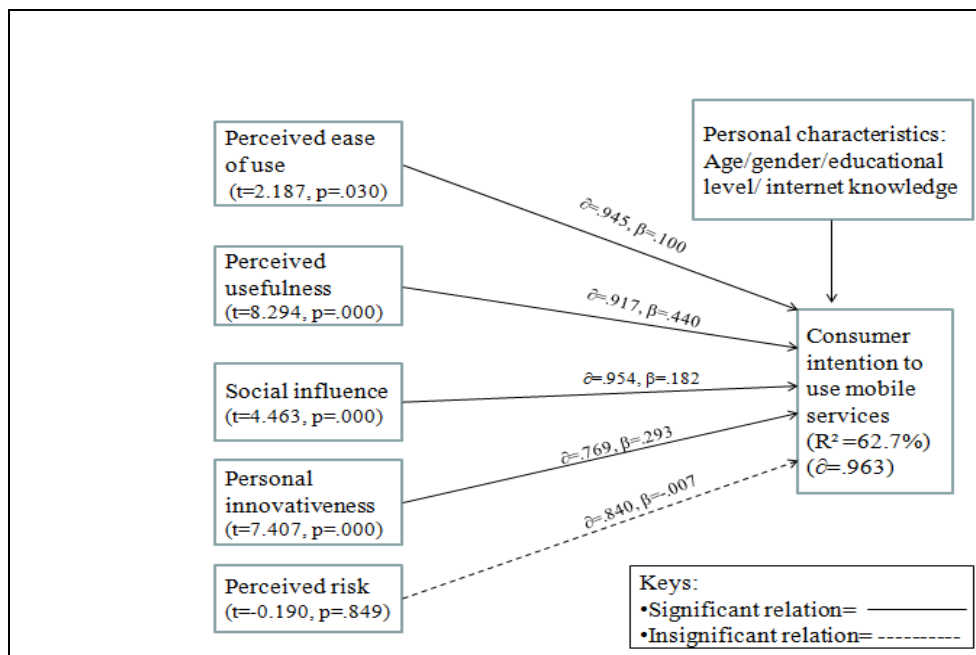 Perceived ease
of use
(t=2.187, p=.030)
Perceived
usefulness
(t=8.294, p=.000)
Social influence
(t=4.463, p=.000)
Personal
innovativeness
(t=7.407, p=.000)
Perceived risk
(t=-0.190, p=.849)
∂=.945, β=.100
∂=.917, β=.440
∂=.954, β=.182
∂=.769, β=.293
∂=.840, β=-.007
Personal characteristics:
Age/gender/educational
level/ internet knowledge
Consumer
intention to
use mobile
services
(R²=62.7%)
(∂=.963)
Keys:
•Significant relation=
•Insignificant relation= ----------